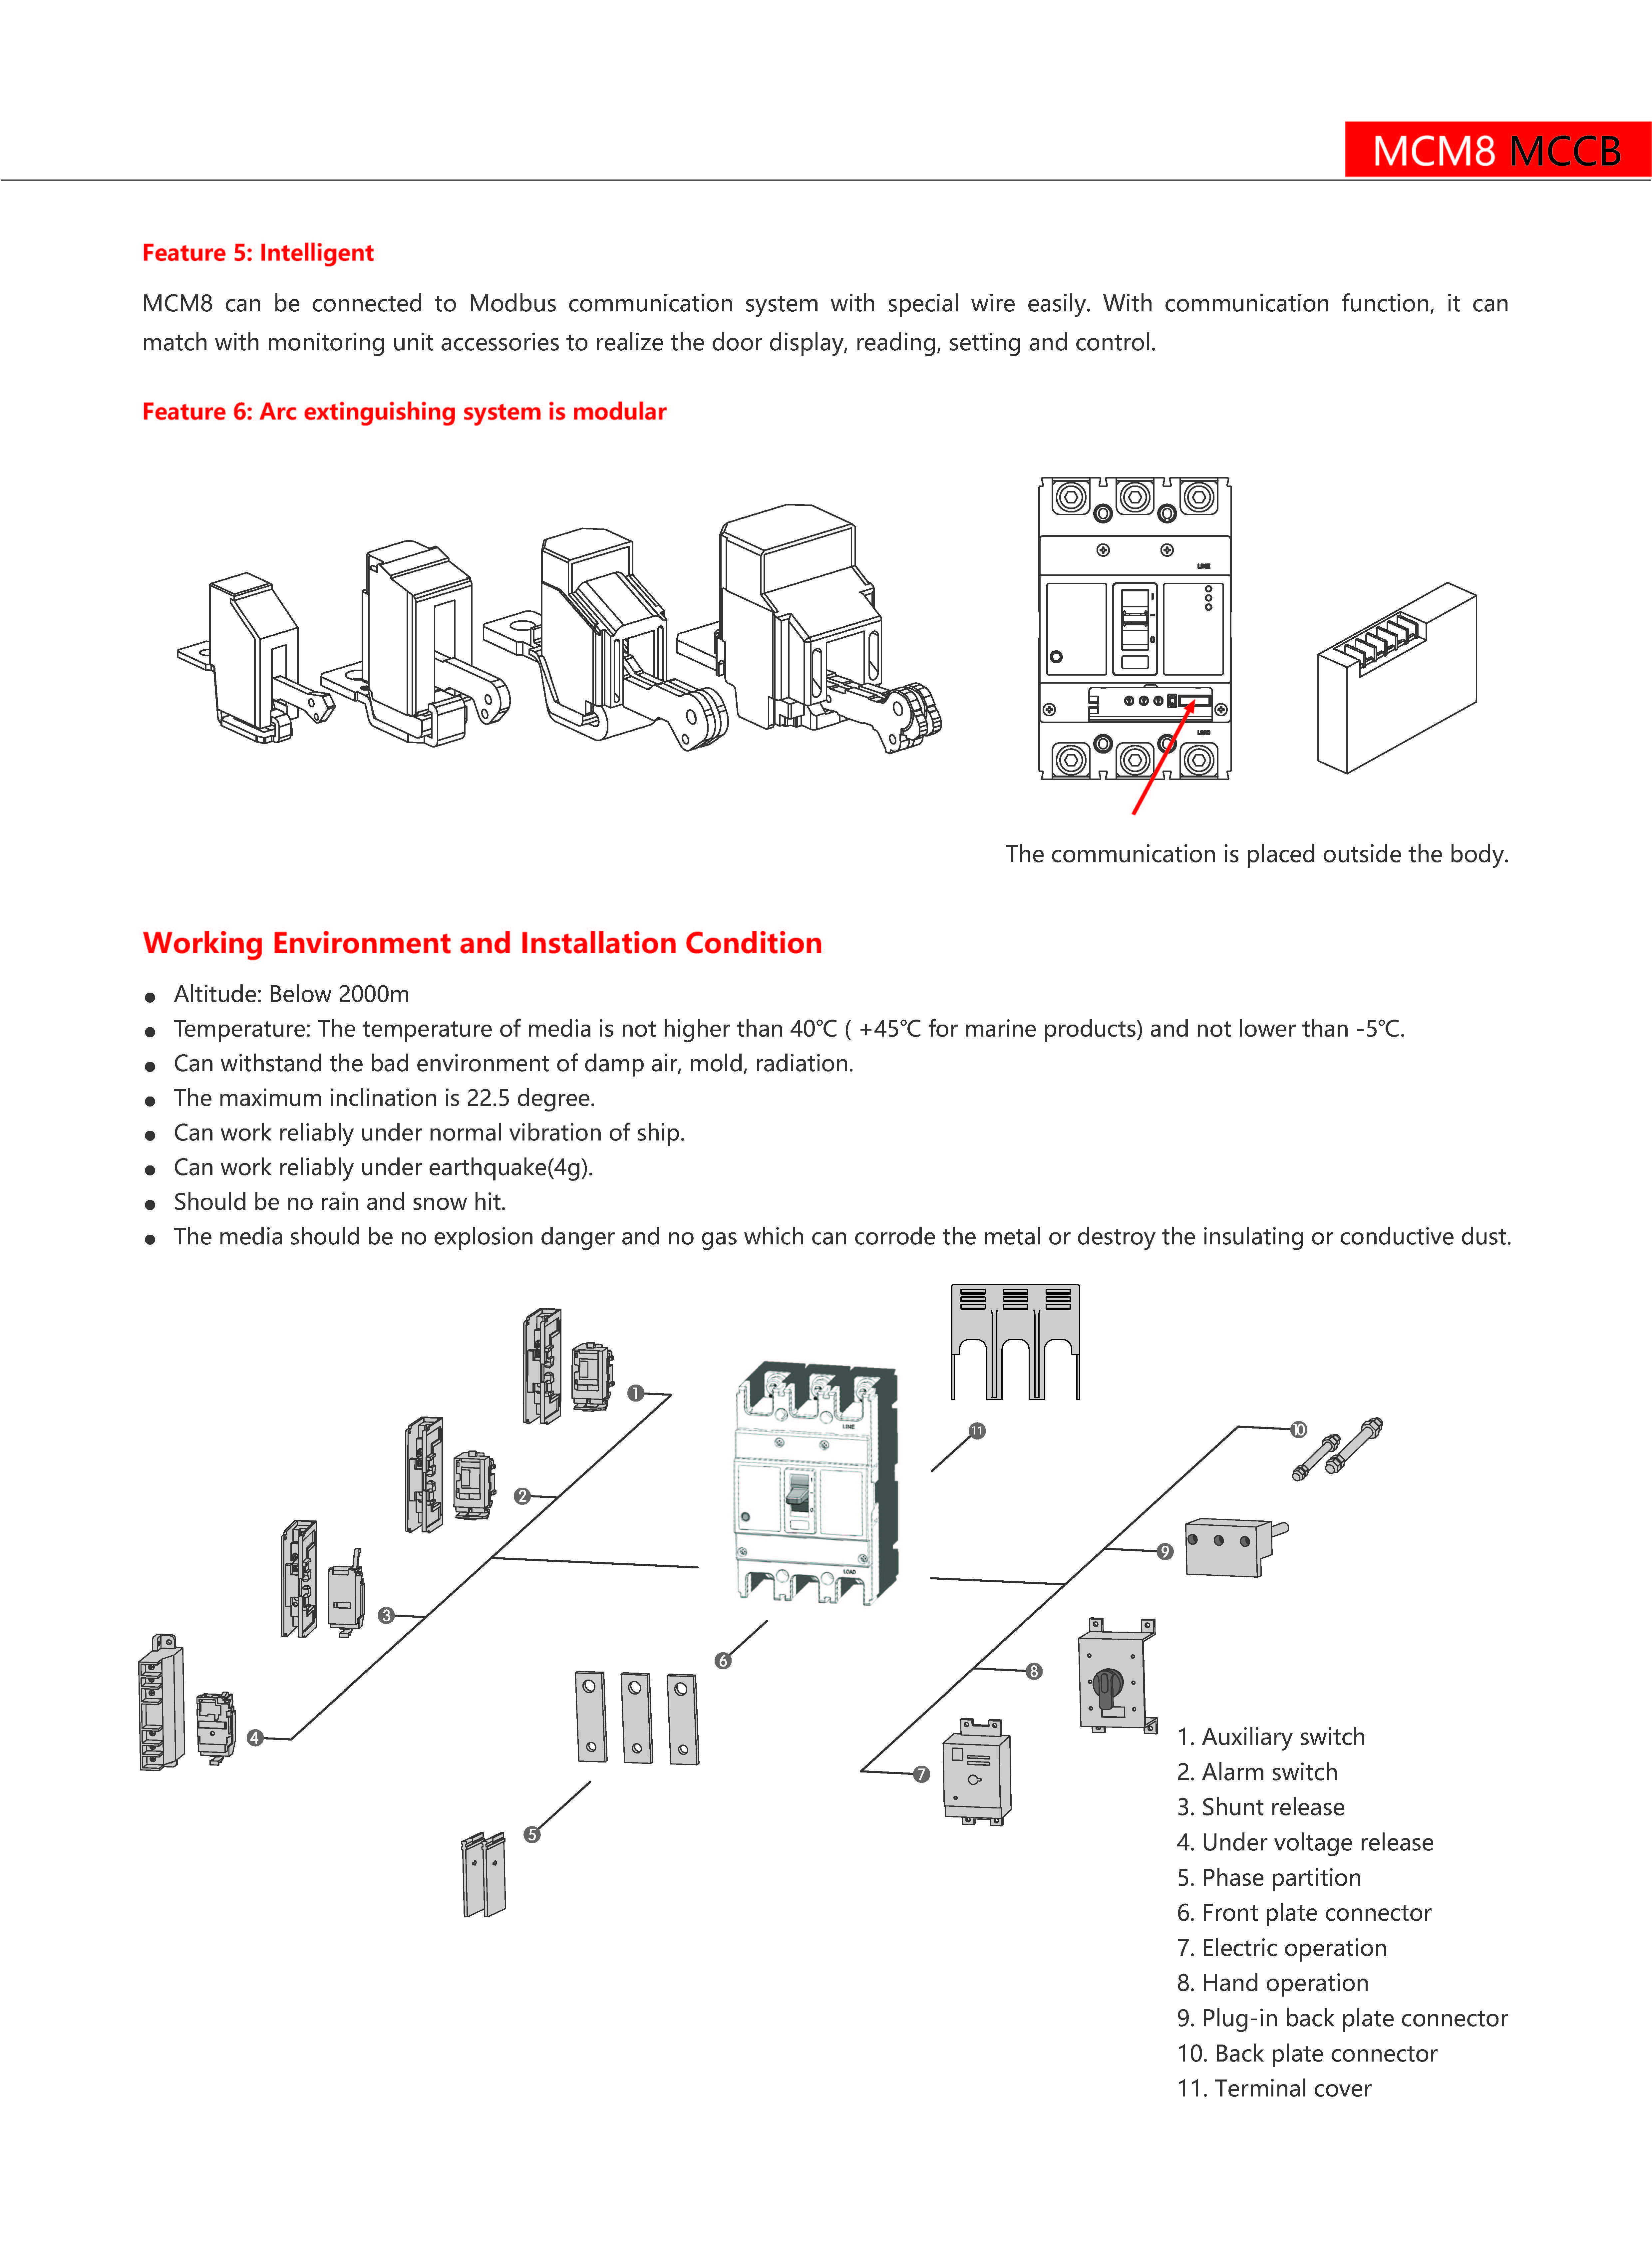 MCM8 MCCB
Feature 5: Intelligent
MCM8 can be connected to Modbus communication system with special wire easily. With communication function, it can
match with monitoring unit accessories to realize the door display, reading, setting and control.
Feature 6: Arc extinguishing system is modular
LINE
LOAD
The communication is placed outside the body.
Working Environment and Installation Condition
● Altitude: Below 2000m
● Temperature: The temperature of media is not higher than 40℃ ( +45℃ for marine products) and not lower than -5℃.
● Can withstand the bad environment of damp air, mold, radiation.
● The maximum inclination is 22.5 degree.
● Can work reliably under normal vibration of ship.
● Can work reliably under earthquake(4g).
● Should be no rain and snow hit.
● The media should be no explosion danger and no gas which can corrode the metal or destroy the insulating or conductive dust.
1
11
LINE
10
2
9
LOAD
3
6
8
4
7
5
1. Auxiliary switch
2. Alarm switch
3. Shunt release
4. Under voltage release
5. Phase partition
6. Front plate connector
7. Electric operation
8. Hand operation
9. Plug-in back plate connector
10. Back plate connector
11. Terminal cover